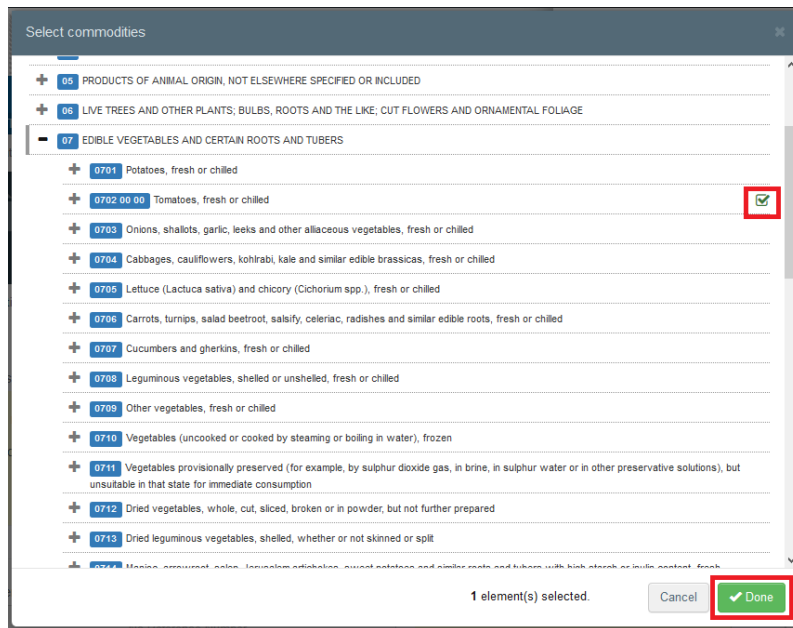 Select commodities
05 PRODUCTS OF ANIMAL ORIGIN, NOT ELSEWHERE SPECIFIED OR INCLUDED
06 LIVE TREES AND OTHER PLANTS; BULBS, ROOTS AND THE LIKE; CUT FLOWERS AND ORNAMENTAL FOLIAGE
07 EDIBLE VEGETABLES AND CERTAIN ROOTS AND TUBERS
0701 Potatoes, fresh or chilled
0702 00 00 Tomatoes, fresh or chilled
0703 Onions, shallots, garlic, leeks and other alliaceous vegetables, fresh or chilled
0704 Cabbages, cauliflowers, kohlrabi, kale and similar edible brassicas, fresh or chilled
0705 Lettuce (Lactuca sativa) and chicory (Cichorium spp.), fresh or chilled
0706 Carrots, turnips, salad beetroot, salsify, celeriac, radishes and similar edible roots, fresh or chilled
0707 Cucumbers and gherkins, fresh or chilled
0708 Leguminous vegetables, shelled or unshelled, fresh or chilled
0709 Other vegetables, fresh or chilled
0710 Vegetables (uncooked or cooked by steaming or boiling in water), frozen
0711 Vegetables provisionally preserved (for example, by sulphur dioxide gas, in brine, in sulphur water or in other preservative solutions), but
unsuitable in that state for immediate consumption
0712 Dried vegetables, whole, cut, sliced, broken or in powder, but not further prepared
0713 Dried leguminous vegetables, shelled, whether or not skinned or split
1 element(s) selected.
Cancel
Done